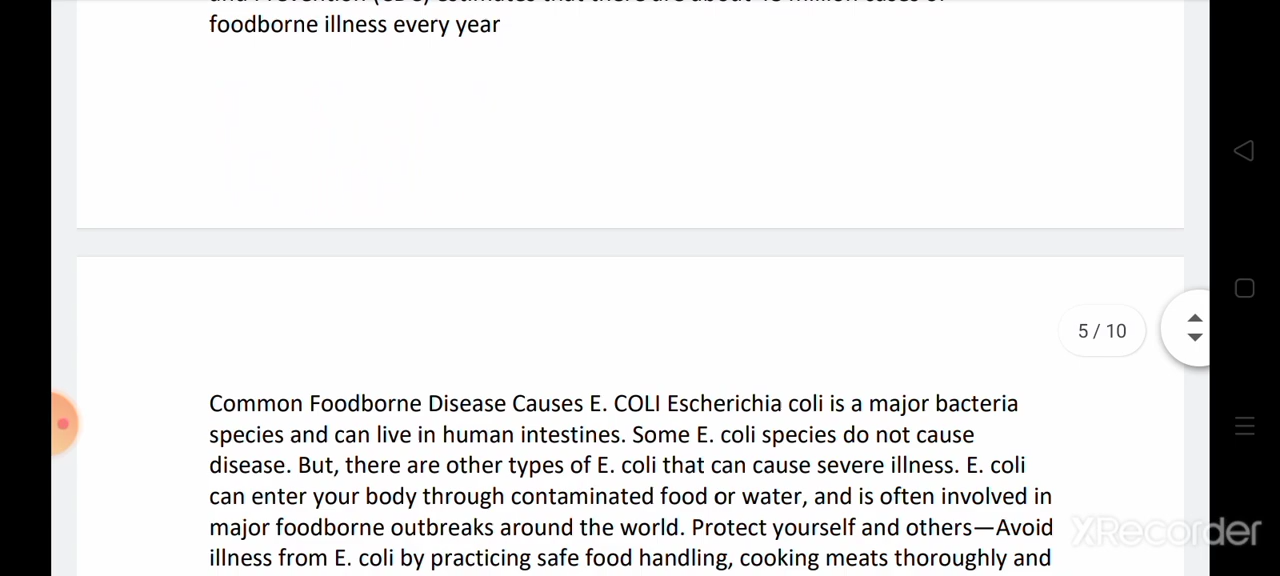 foodborne illness every year
5 / 10
Common Foodborne Disease Causes E. COLI Escherichia coli is a major bacteria
species and can live in human intestines. Some E. coli species do not cause
disease. But, there are other types of E. coli that can cause severe illness. E. coli
can enter your body through contaminated food or water, and is often involved in
major foodborne outbreaks around the world. Protect yourself and others—Avoid
illness from E. coli by practicing safe food handling, cooking meats thoroughly and
XRecorder